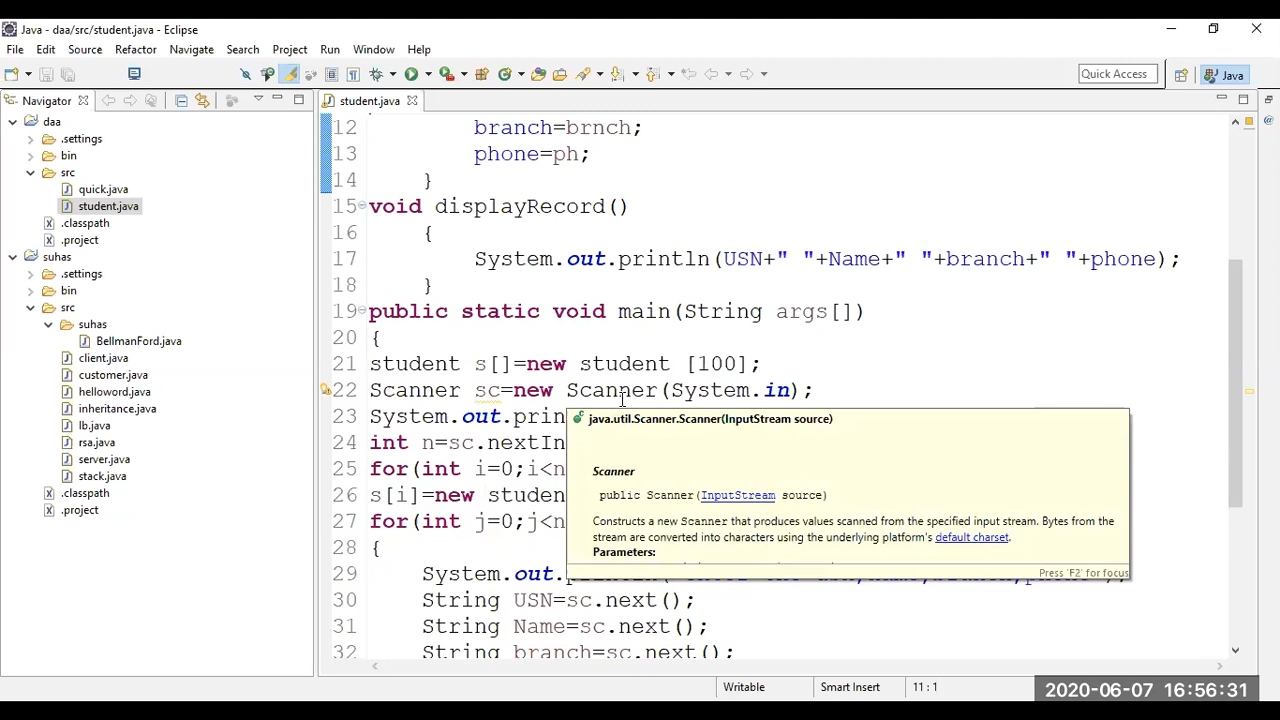 Java - daa/src/student.java - Eclipse
File Edit Source Refactor Navigate Search Project Run Window Help
Quick Access
Java
Navigator
student.java
daa
.settings
bin
src
quick.java
student.java
.classpath
.project
suhas
.settings
bin
src
suhas
BellmanFord.java
client.java
customer.java
helloword.java
inheritance.java
lb.java
rsa.java
server.java
stack.java
.classpath
.project
12 branch=brnch;
13 phone=ph;
14 }
15 void displayRecord()
16 {
17 System.out.println(USN+" "+Name+" "+branch+" "+phone);
18 }
19 public static void main(String args[])
20 {
21 student s[]=new student [100];
22 Scanner sc=new Scanner(System.in);
23 System.out.prin
24 int n=sc.nextIn
25 for(int i=0;i<n
26 s[i]=new studen
27 for(int j=0;j<n
28 {
29 System.out.
30 String USN=sc.next();
31 String Name=sc.next();
32 String branch=sc.next();
java.util.Scanner.Scanner(InputStream source)
Scanner
public Scanner(InputStream source)
Constructs a new Scanner that produces values scanned from the specified input stream. Bytes from the
stream are converted into characters using the underlying platform's default charset.
Parameters:
Press 'F2' for focus
Writable Smart Insert 11 : 1
2020-06-07 16:56:31